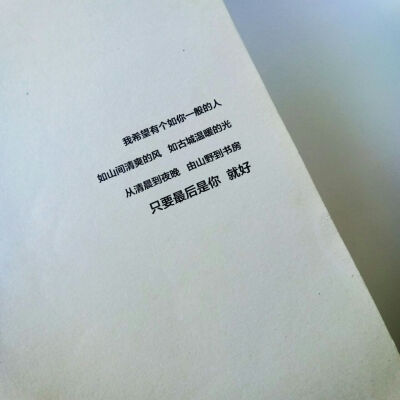 我希望有个如你一般的人
如山间清爽的风 如古城温暖的光
从清晨到夜晚 由山野到书房
只要最后是你 就好